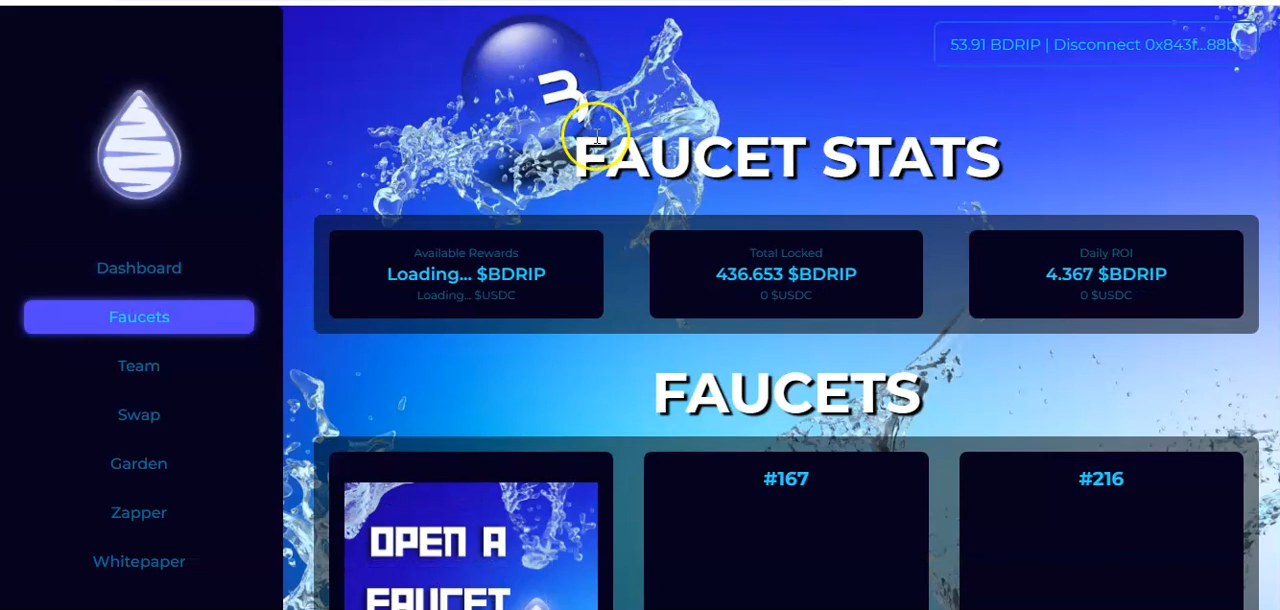 53.91 BDRIP | Disconnect 0x843f...88b
FAUCET STATS
Available Rewards
Loading... $BDRIP
Loading... $USDC
Total Locked
436.653 $BDRIP
0 $USDC
Daily ROI
4.367 $BDRIP
0 $USDC
Dashboard
Faucets
Team
Swap
Garden
Zapper
Whitepaper
FAUCETS
OPEN A
FAUCET
#167
#216